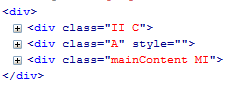 <div>
<div class="II C">
<div class="A" style="">
<div class="mainContent MI">
</div>